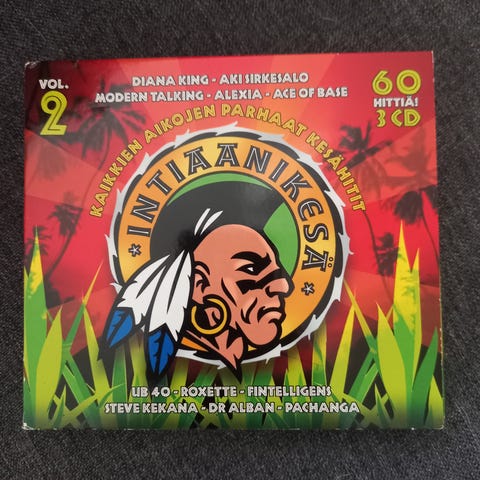 VOL.
2
DIANA KING - AKI SIRKESALO
MODERN TALKING - ALEXIA - ACE OF BASE
60
HITTIÄ!
3 CD
KAIKKIEN AIKOJEN PARHAAT KESÄHITIT
* INTIAANIKESÄ *
UB 40 - ROXETTE - FINTELLIGENS
STEVE KEKANA - DR ALBAN - PACHANGA